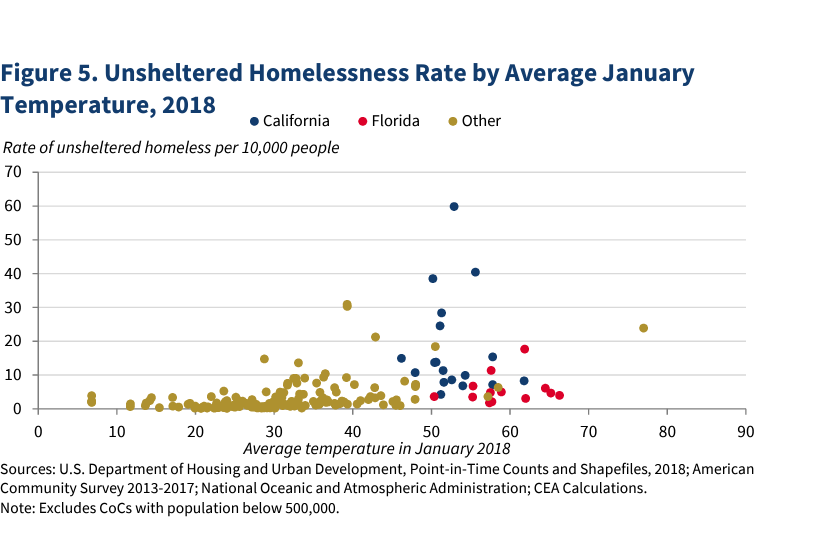 Figure 5. Unsheltered Homelessness Rate by Average January
Temperature, 2018
California Florida Other
Rate of unsheltered homeless per 10,000 people
70
60
50
40
30
20
10
0
0 10 20 30 40 50 60 70 80 90
Average temperature in January 2018
Sources: U.S. Department of Housing and Urban Development, Point-in-Time Counts and Shapefiles, 2018; American
Community Survey 2013-2017; National Oceanic and Atmospheric Administration; CEA Calculations.
Note: Excludes CoCs with population below 500,000.